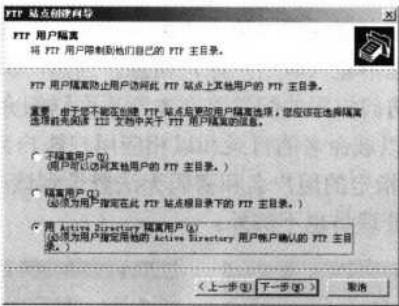 FTP 站点创建向导
FTP 用户隔离
将 FTP 用户限制到他们自己的 FTP 主目录。
FTP 用户隔离防止用户访问此 FTP 站点上其他用户的 FTP 主目录。
重要: 由于您不能在创建 FTP 站点后更改用户隔离选项，您应该在选择隔离
选项前先阅读 IIS 文档中关于 FTP 用户隔离的信息。
不隔离用户(D)
(用户可以访问其他用户的 FTP 主目录。)
隔离用户(I)
(必须为用户指定在此 FTP 站点根目录下的 FTP 主目录。)
用 Active Directory 隔离用户(A)
(必须为用户指定用他的 Active Directory 用户帐户确认的 FTP 主目
录。)
<上一步(B) 下一步(N)> 取消